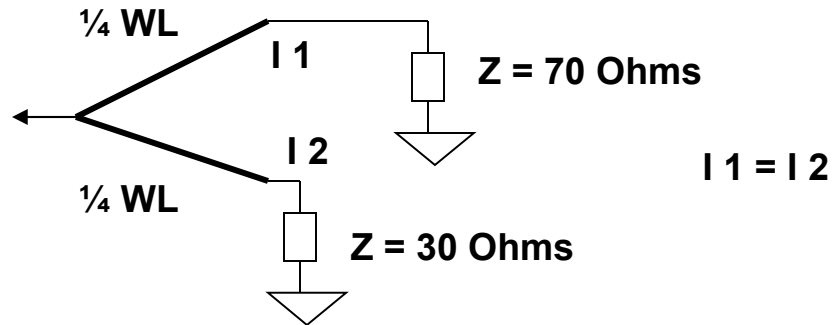 ¼ WL
I 1
Z = 70 Ohms
I 2
I 1 = I 2
¼ WL
Z = 30 Ohms